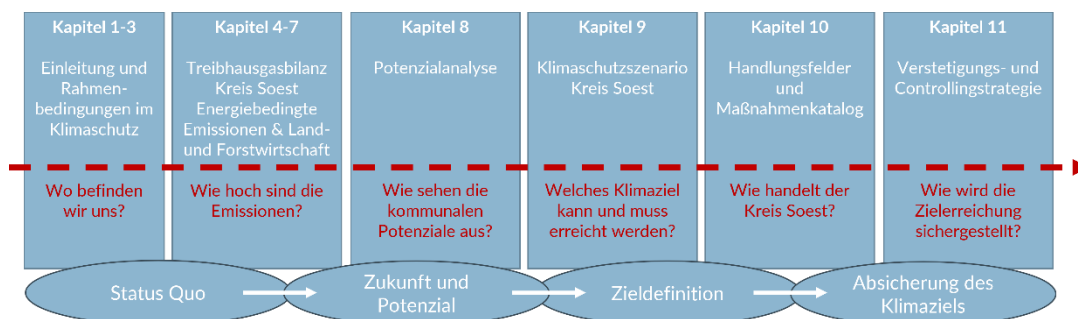 Kapitel 1-3
Einleitung und
Rahmen-
bedingungen im
Klimaschutz
Wo befinden
wir uns?
Kapitel 4-7
Treibhausgasbilanz
Kreis Soest
Energiebedingte
Emissionen & Land-
und Forstwirtschaft
Wie hoch sind die
Emissionen?
Kapitel 8
Potenzialanalyse
Wie sehen die
kommunalen
Potenziale aus?
Kapitel 9
Klimaschutzszenario
Kreis Soest
Welches Klimaziel
kann und muss
erreicht werden?
Kapitel 10
Handlungsfelder
und
Maßnahmenkatalog
Wie handelt der
Kreis Soest?
Kapitel 11
Verstetigungs- und
Controllingstrategie
Wie wird die
Zielerreichung
sichergestellt?
Status Quo
Zukunft und
Potenzial
Zieldefinition
Absicherung des
Klimaziels